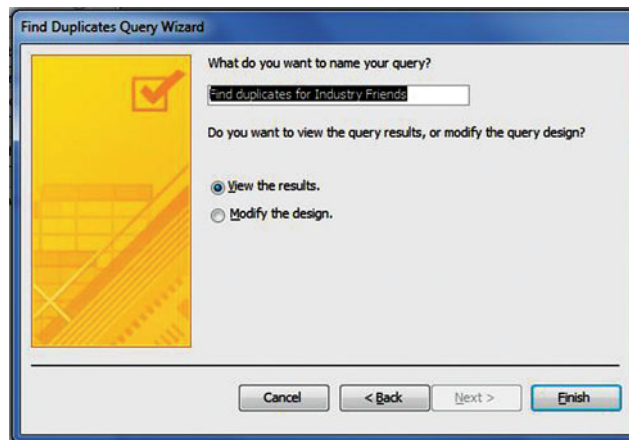 Find Duplicates Query Wizard
What do you want to name your query?
Find duplicates for Industry Friends
Do you want to view the query results, or modify the query design?
View the results.
Modify the design.
Cancel
< Back
Next >
Finish